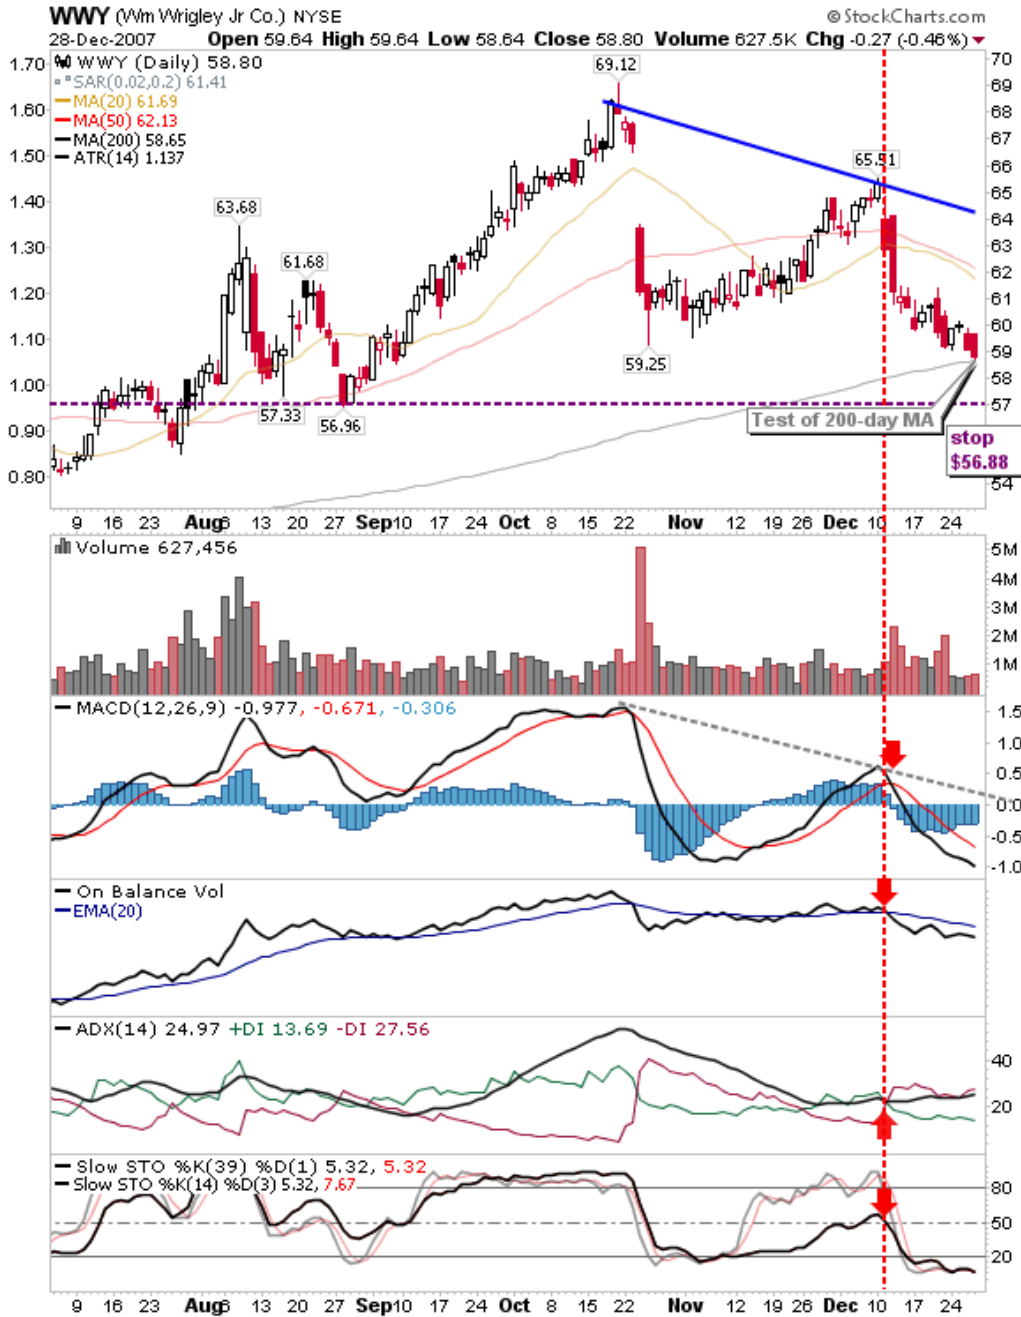 WWY (Wm Wrigley Jr Co.) NYSE © StockCharts.com
28-Dec-2007 Open 59.64 High 59.64 Low 58.64 Close 58.80 Volume 627.5K Chg -0.27 (-0.46%)
WWY (Daily) 58.80
SAR(0.02,0.2) 61.41
MA(20) 61.69
MA(50) 62.13
MA(200) 58.65
ATR(14) 1.137
1.70
1.60
1.50
1.40
1.30
1.20
1.10
1.00
0.90
0.80
69.12
65.51
63.68
61.68
59.25
57.33
56.96
70
69
68
67
66
65
64
63
62
61
60
59
58
57
54
Test of 200-day MA
stop
$56.88
9 16 23 Aug 6 13 20 27 Sep 10 17 24 Oct 8 15 22 Nov 12 19 26 Dec 10 17 24
Volume 627,456
5M
4M
3M
2M
1M
MACD(12,26,9) -0.977, -0.671, -0.306
1.5
1.0
0.5
0.0
-0.5
-1.0
On Balance Vol
EMA(20)
ADX(14) 24.97 +DI 13.69 -DI 27.56
40
20
Slow STO %K(39) %D(1) 5.32, 5.32
Slow STO %K(14) %D(3) 5.32, 7.67
80
50
20
9 16 23 Aug 6 13 20 27 Sep 10 17 24 Oct 8 15 22 Nov 12 19 26 Dec 10 17 24